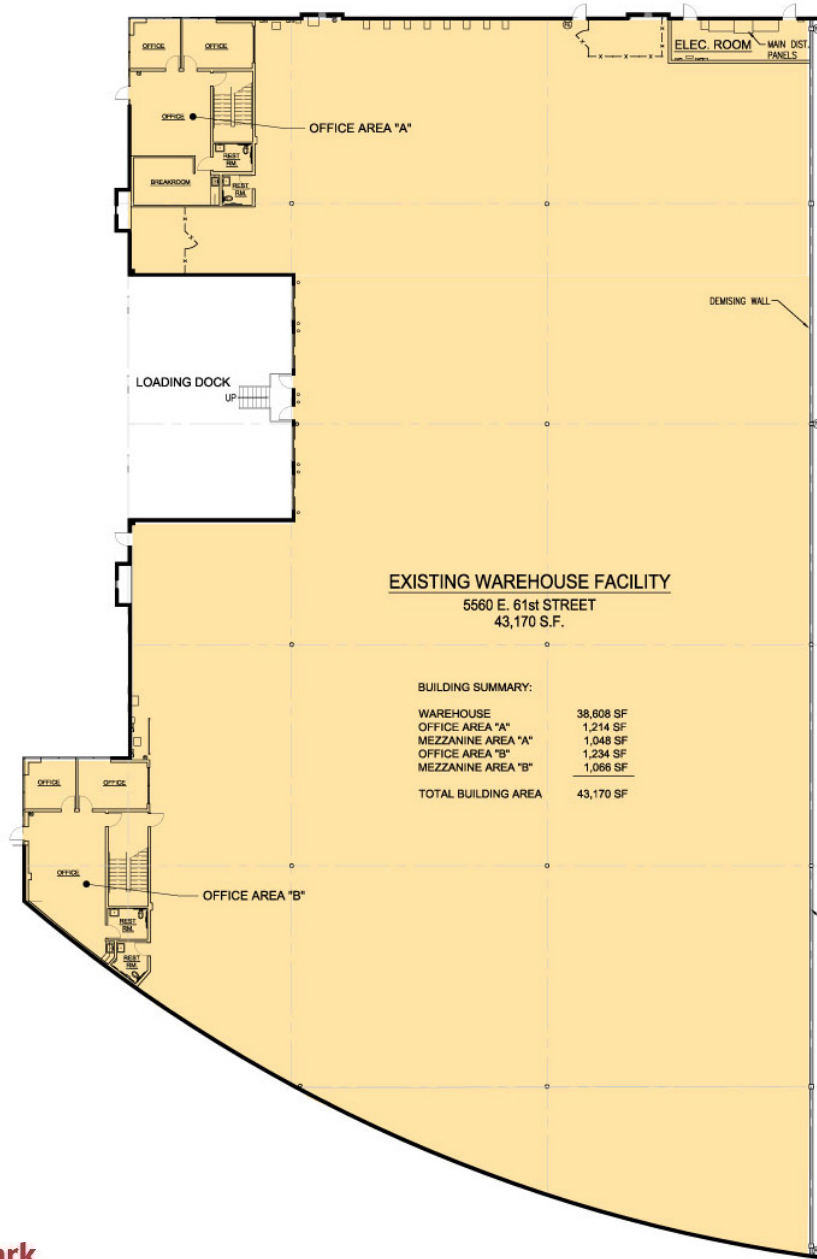 OFFICE
OFFICE
ELEC. ROOM
MAIN DIST.
PANELS
OFFICE
OFFICE AREA "A"
REST
RM.
BREAKROOM
REST
RM.
DEMISING WALL
LOADING DOCK
UP
EXISTING WAREHOUSE FACILITY
5560 E. 61st STREET
43,170 S.F.
BUILDING SUMMARY:
WAREHOUSE 38,608 SF
OFFICE AREA "A" 1,214 SF
MEZZANINE AREA "A" 1,048 SF
OFFICE AREA "B" 1,234 SF
MEZZANINE AREA "B" 1,066 SF
TOTAL BUILDING AREA 43,170 SF
OFFICE
OFFICE
OFFICE
OFFICE AREA "B"
REST
RM.
REST
RM.
ark